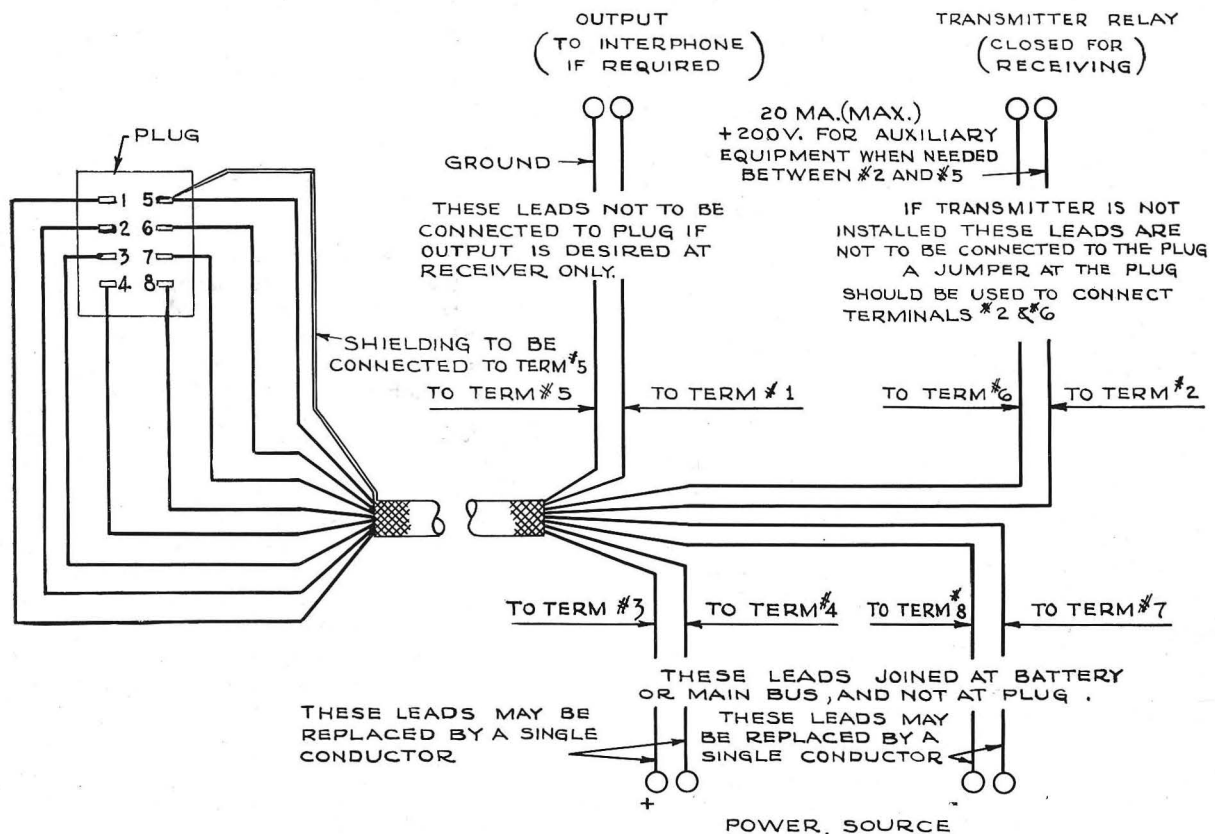 OUTPUT
(TO INTERPHONE
IF REQUIRED)
TRANSMITTER RELAY
(CLOSED FOR
RECEIVING)
20 MA.(MAX.)
+200V. FOR AUXILIARY
EQUIPMENT WHEN NEEDED
BETWEEN #2 AND #5
PLUG
1 5
2 6
3 7
4 8
GROUND
THESE LEADS NOT TO BE
CONNECTED TO PLUG IF
OUTPUT IS DESIRED AT
RECEIVER ONLY.
IF TRANSMITTER IS NOT
INSTALLED THESE LEADS ARE
NOT TO BE CONNECTED TO THE PLUG
A JUMPER AT THE PLUG
SHOULD BE USED TO CONNECT
TERMINALS #2 & #6
SHIELDING TO BE
CONNECTED TO TERM #5
TO TERM #5
TO TERM #1
TO TERM #6
TO TERM #2
TO TERM #3
TO TERM #4
TO TERM #8
TO TERM #7
THESE LEADS JOINED AT BATTERY
OR MAIN BUS, AND NOT AT PLUG.
THESE LEADS MAY BE
REPLACED BY A SINGLE
CONDUCTOR
THESE LEADS MAY
BE REPLACED BY A
SINGLE CONDUCTOR
+
-
POWER SOURCE